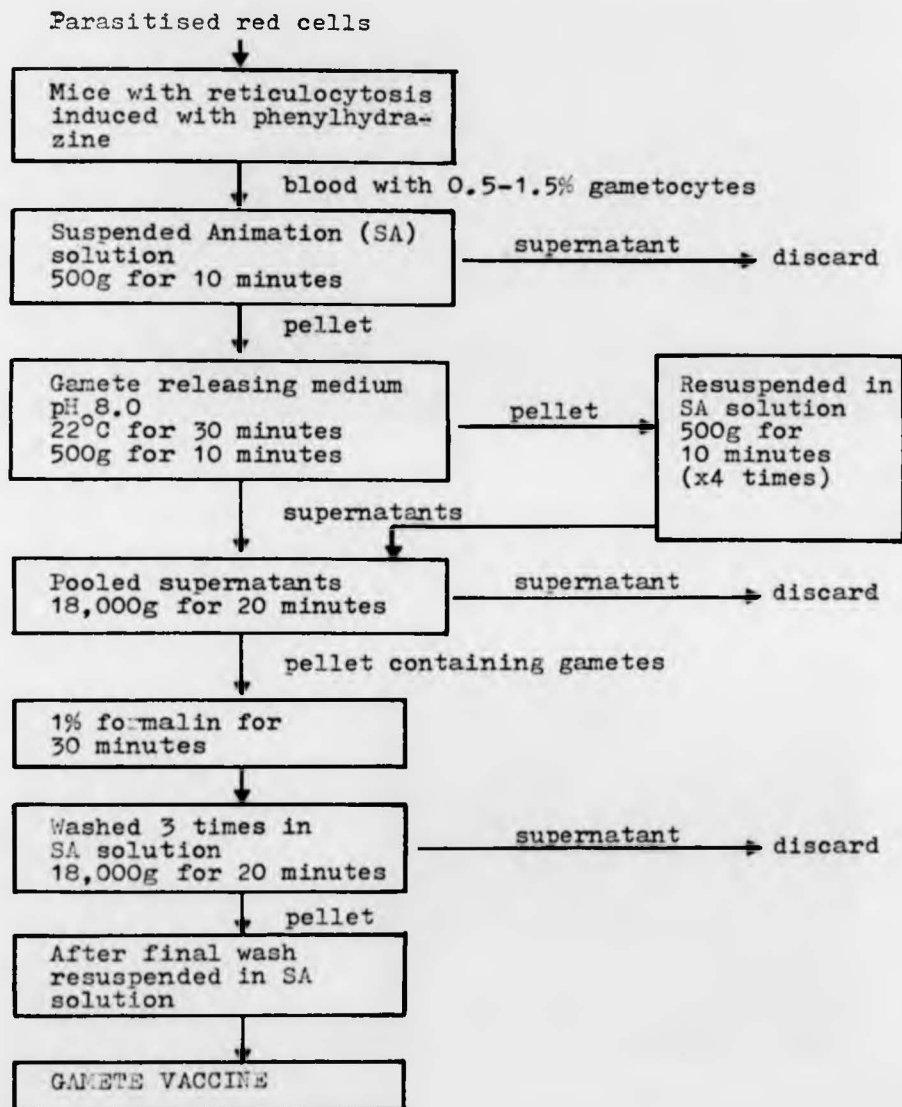 Parasitised red cells
Mice with reticulocytosis
induced with phenylhydra-
zine
blood with 0.5-1.5% gametocytes
Suspended Animation (SA)
solution
500g for 10 minutes
supernatant
discard
pellet
Gamete releasing medium
pH 8.0
22°C for 30 minutes
500g for 10 minutes
pellet
Resuspended in
SA solution
500g for
10 minutes
(x4 times)
supernatants
Pooled supernatants
18,000g for 20 minutes
supernatant
discard
pellet containing gametes
1% formalin for
30 minutes
Washed 3 times in
SA solution
18,000g for 20 minutes
supernatant
discard
pellet
After final wash
resuspended in SA
solution
GAMETE VACCINE